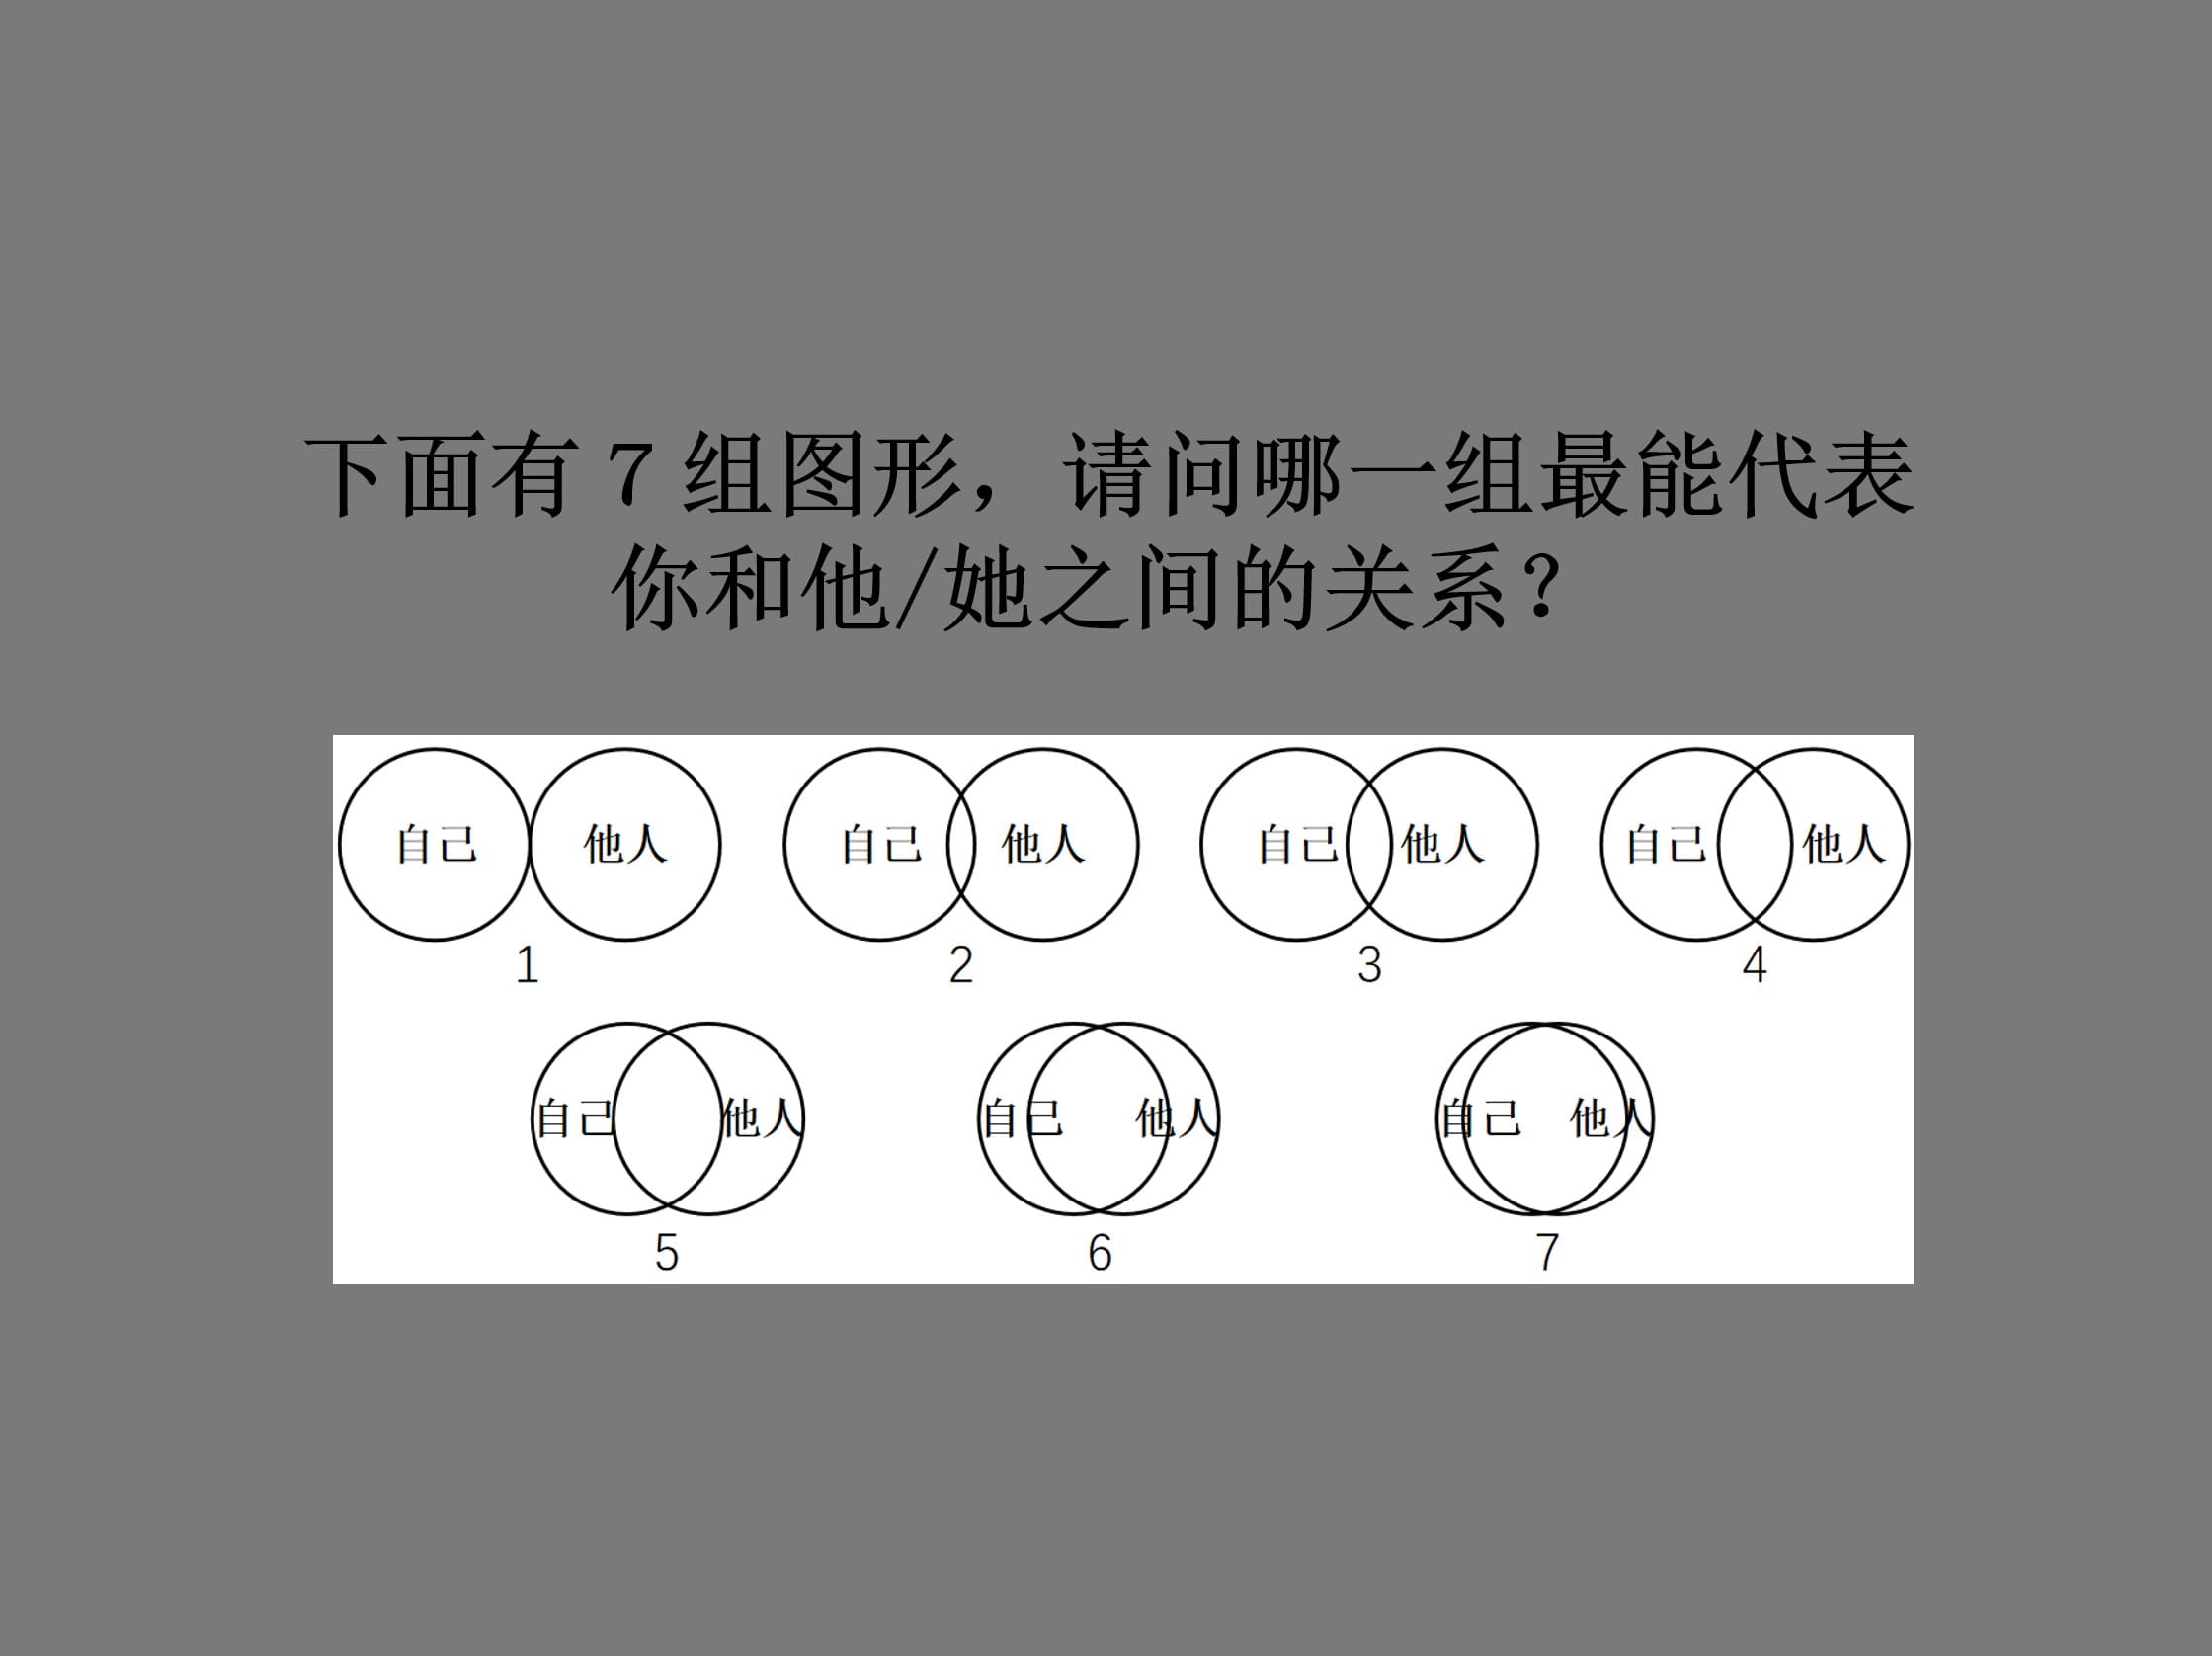 下面有7组图形，请问哪一组最能代表
你和他/她之间的关系？
自己 他人 自己 他人 自己 他人 自己 他人
1 2 3 4
自己 他人 自己 他人 自己 他人
5 6 7